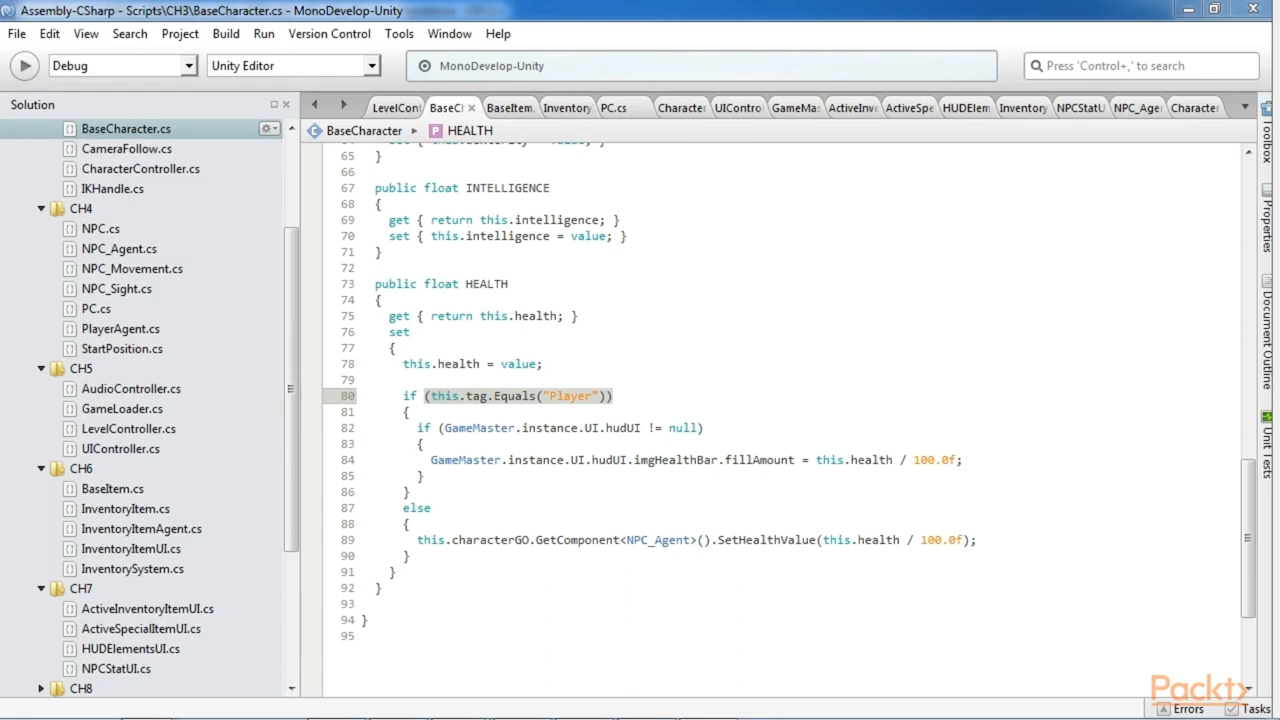 Assembly-CSharp - Scripts\CH3\BaseCharacter.cs - MonoDevelop-Unity
File Edit View Search Project Build Run Version Control Tools Window Help
Debug Unity Editor MonoDevelop-Unity Press 'Control+,' to search
Solution
LevelCont BaseCl BaseItem. Inventory PC.cs Character UIContro GameMas ActiveInv ActiveSpe HUDElem Inventory NPCStatU NPC_Age Character
BaseCharacter HEALTH
BaseCharacter.cs
CameraFollow.cs
CharacterController.cs
IKHandle.cs
CH4
NPC.cs
NPC_Agent.cs
NPC_Movement.cs
NPC_Sight.cs
PC.cs
PlayerAgent.cs
StartPosition.cs
CH5
AudioController.cs
GameLoader.cs
LevelController.cs
UIController.cs
CH6
BaseItem.cs
InventoryItem.cs
InventoryItemAgent.cs
InventoryItemUI.cs
InventorySystem.cs
CH7
ActiveInventoryItemUI.cs
ActiveSpecialItemUI.cs
HUDElementsUI.cs
NPCStatUI.cs
CH8
65 }
66
67 public float INTELLIGENCE
68 {
69 get { return this.intelligence; }
70 set { this.intelligence = value; }
71 }
72
73 public float HEALTH
74 {
75 get { return this.health; }
76 set
77 {
78 this.health = value;
79
80 if (this.tag.Equals("Player"))
81 {
82 if (GameMaster.instance.UI.hudUI != null)
83 {
84 GameMaster.instance.UI.hudUI.imgHealthBar.fillAmount = this.health / 100.0f;
85 }
86 }
87 else
88 {
89 this.characterGO.GetComponent<NPC_Agent>().SetHealthValue(this.health / 100.0f);
90 }
91 }
92 }
93
94 }
95
Toolbox
Properties
Document Outline
Unit Tests
Packt
Errors Tasks